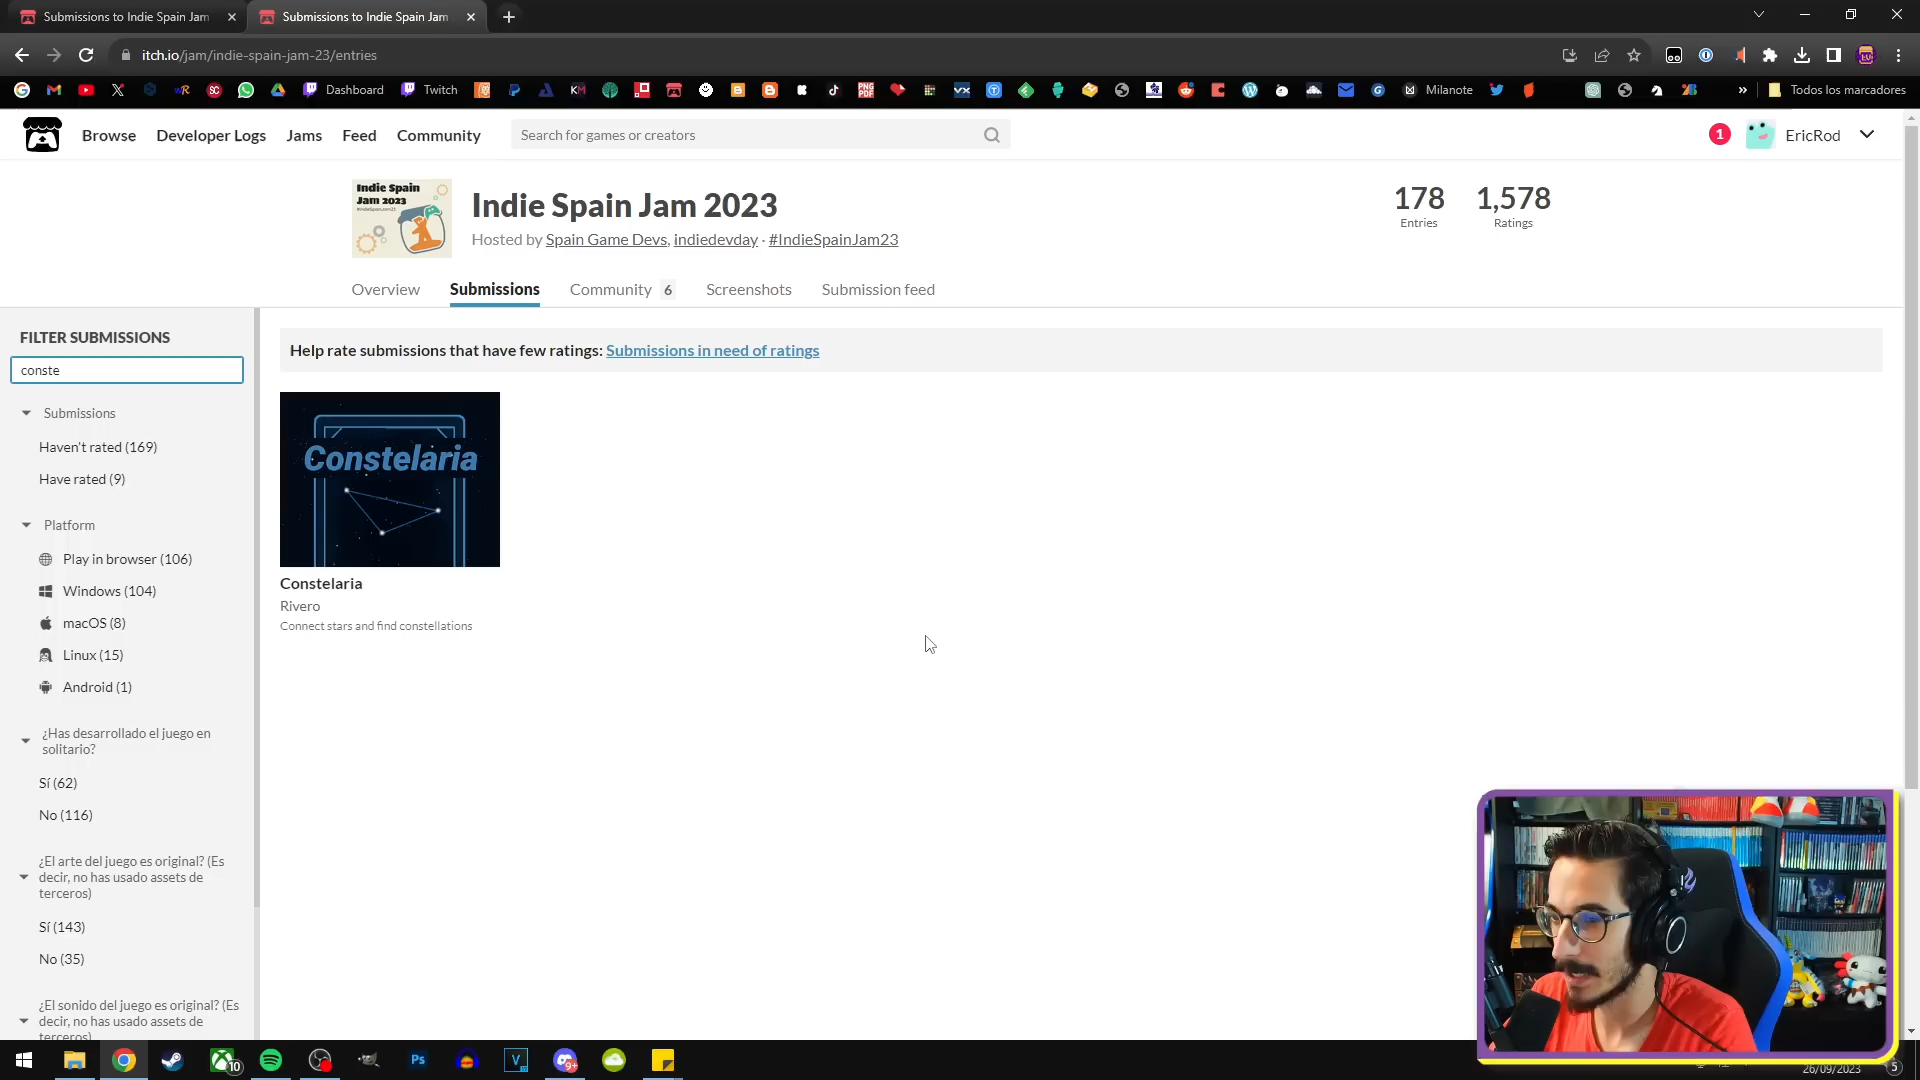 Submissions to Indie Spain Jam
Submissions to Indie Spain Jam
itch.io/jam/indie-spain-jam-23/entries
Dashboard
Twitch
Milanote
Todos los marcadores
Browse
Developer Logs
Jams
Feed
Community
Search for games or creators
1
EricRod
Indie Spain
Jam 2023
Indie Spain Jam 2023
Hosted by Spain Game Devs, indiedevday · #IndieSpainJam23
178
Entries
1,578
Ratings
Overview
Submissions
Community 6
Screenshots
Submission feed
FILTER SUBMISSIONS
conste
Submissions
Haven't rated (169)
Have rated (9)
Platform
Play in browser (106)
Windows (104)
macOS (8)
Linux (15)
Android (1)
¿Has desarrollado el juego en
solitario?
Sí (62)
No (116)
¿El arte del juego es original? (Es
decir, no has usado assets de
terceros)
Sí (143)
No (35)
¿El sonido del juego es original? (Es
decir, no has usado assets de
terceros)
Help rate submissions that have few ratings: Submissions in need of ratings
Constelaria
Constelaria
Rivero
Connect stars and find constellations
10
Ps
V
9+
26/09/2023
5